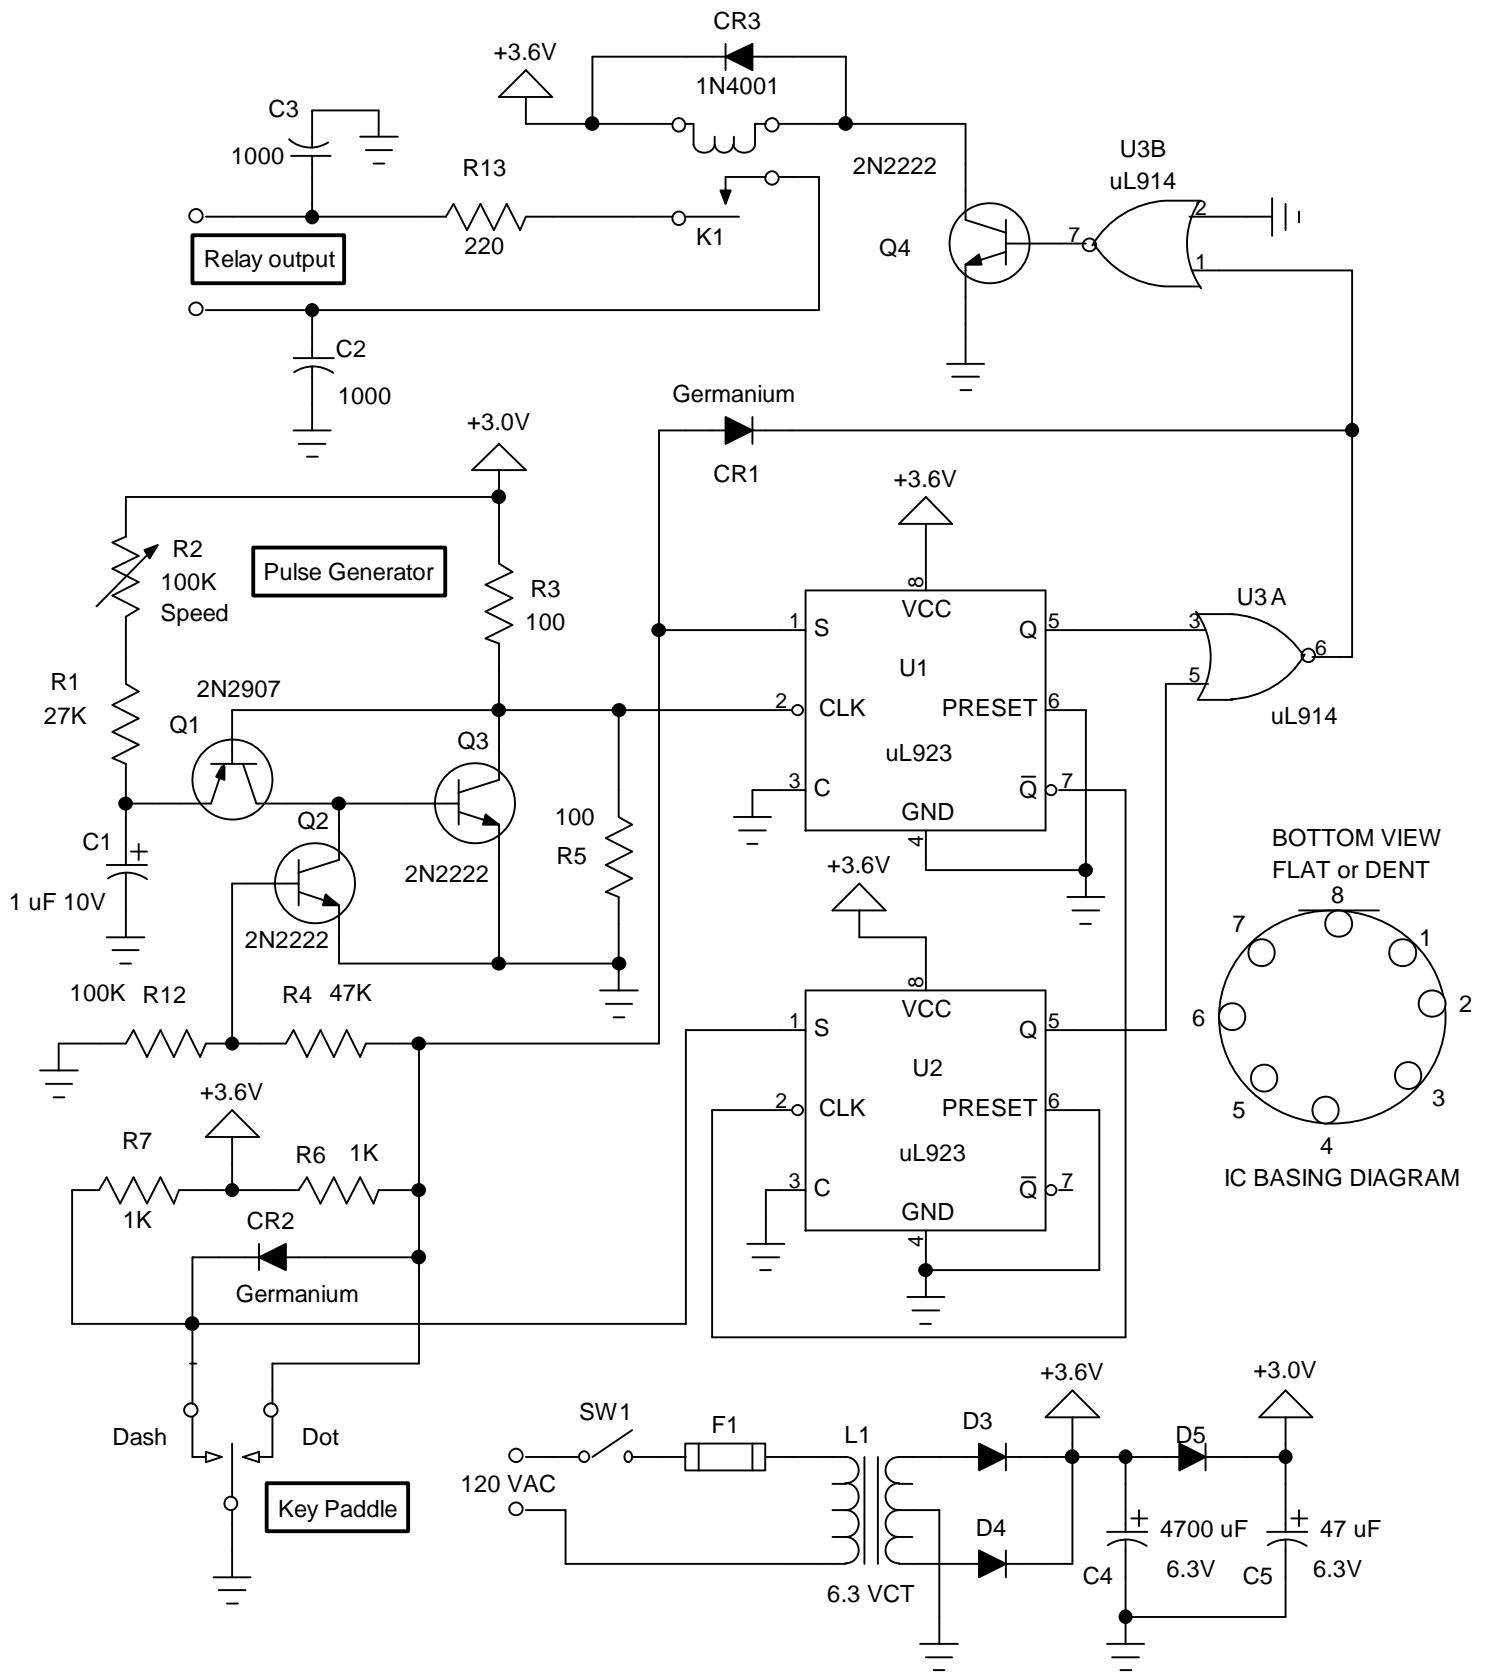 CR3
+3.6V
1N4001
C3
1000
R13
220
K1
2N2222
Q4
U3B
uL914
7
2
1
Relay output
C2
1000
Germanium
CR1
+3.0V
+3.6V
R2
100K
Speed
Pulse Generator
R3
100
8
VCC
1
S
Q
5
U1
2
CLK
PRESET
6
uL923
3
C
Q
7
GND
4
U3 A
3
5
6
uL914
R1
27K
2N2907
Q1
Q3
Q2
C1
+
1 uF 10V
2N2222
2N2222
100
R5
+3.6V
100K
R12
R4
47K
8
VCC
1
S
Q
5
U2
2
CLK
PRESET
6
uL923
3
C
Q
7
GND
4
BOTTOM VIEW
FLAT or DENT
8
7
1
6
2
5
3
4
IC BASING DIAGRAM
+3.6V
R7
1K
R6
1K
CR2
Germanium
Dash
Dot
Key Paddle
SW1
F1
L1
120 VAC
6.3 VCT
D3
D4
+3.6V
D5
+3.0V
+
4700 uF
6.3V
C4
+
47 uF
6.3V
C5